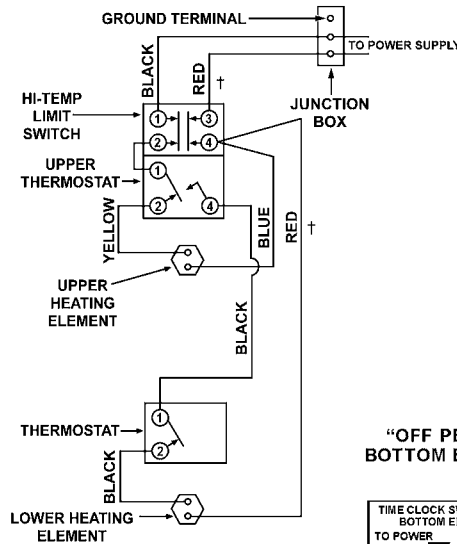 GROUND TERMINAL
TO POWER SUPPLY
BLACK
RED
†
HI-TEMP
LIMIT
SWITCH
JUNCTION
BOX
1
3
2
4
UPPER
THERMOSTAT
1
2
4
YELLOW
BLUE
RED
†
UPPER
HEATING
ELEMENT
BLACK
THERMOSTAT
1
2
BLACK
LOWER HEATING
ELEMENT
"OFF PE
BOTTOM E
TIME CLOCK SW
BOTTOM EL
TO POWER